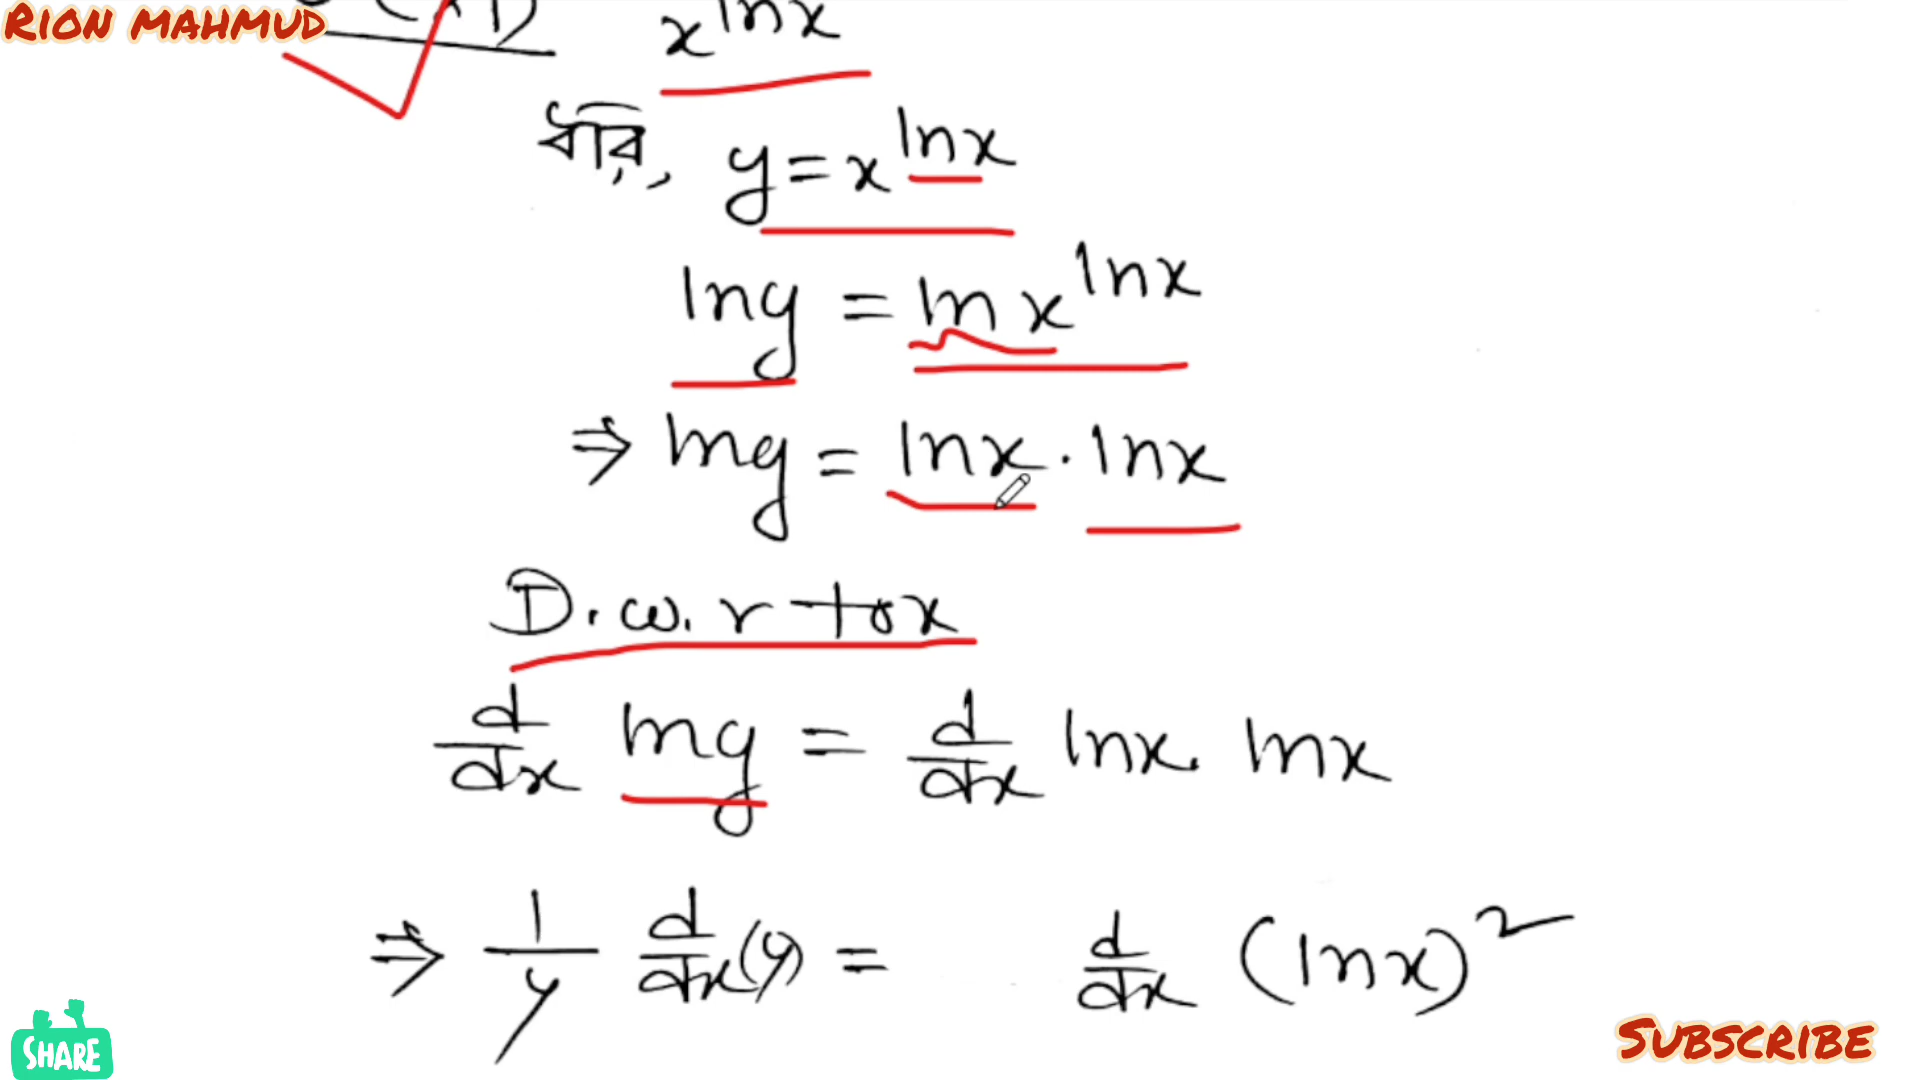 RION MAHMUD
x^lnx
ধরি, y = x^lnx
lny = ln x^lnx
⇒ lny = lnx · lnx
D. w. r to x
d/dx lny = d/dx lnx. lnx
⇒ 1/y d/dx (y) = d/dx (lnx)^2
SHARE
SUBSCRIBE